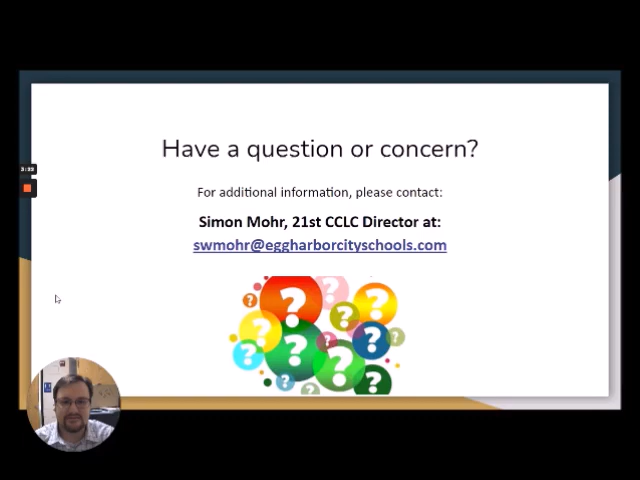 Have a question or concern?
For additional information, please contact:
Simon Mohr, 21st CCLC Director at:
swmohr@eggharborcityschools.com
? ? ? ? ? ? ? ? ? ? ? ? ?